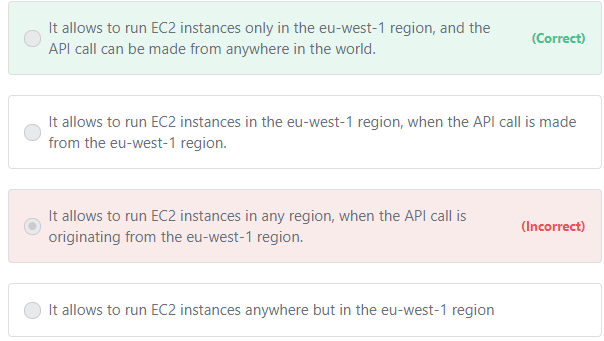 It allows to run EC2 instances only in the eu-west-1 region, and the
API call can be made from anywhere in the world.
(Correct)
It allows to run EC2 instances in the eu-west-1 region, when the API call is made
from the eu-west-1 region.
It allows to run EC2 instances in any region, when the API call is
originating from the eu-west-1 region.
(Incorrect)
It allows to run EC2 instances anywhere but in the eu-west-1 region